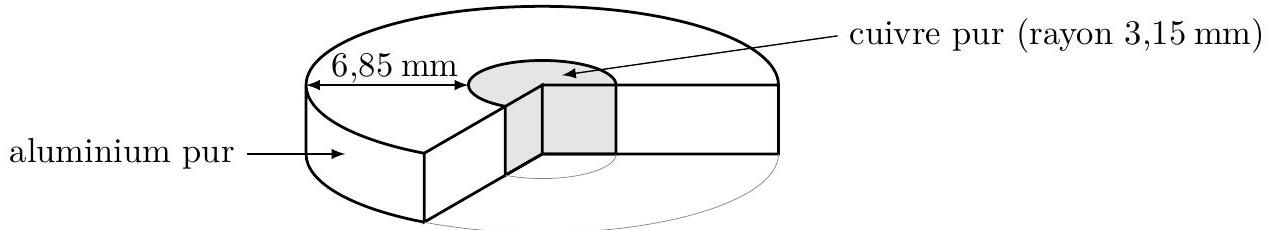 cuivre pur (rayon 3,15 mm)
6,85 mm
aluminium pur